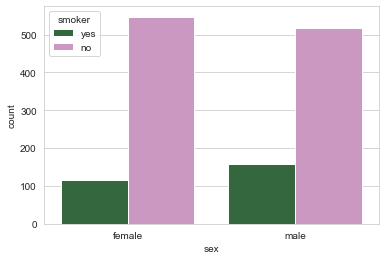 smoker
yes
no
500
400
300
200
100
0
count
female male
sex